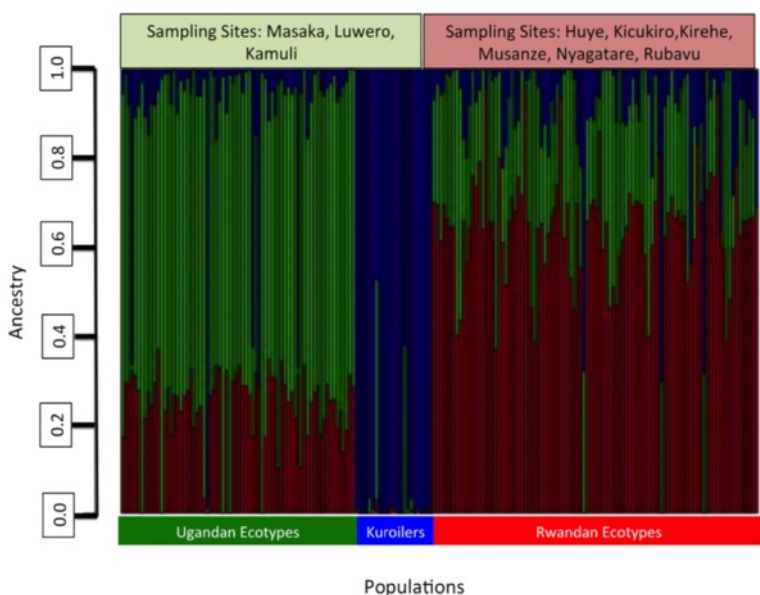 Sampling Sites: Masaka, Luwero,
Kamuli
Sampling Sites: Huye, Kicukiro,Kirehe,
Musanze, Nyagatare, Rubavu
1.0
0.8
0.6
0.4
0.2
0.0
Ancestry
Ugandan Ecotypes
Kuroilers
Rwandan Ecotypes
Populations